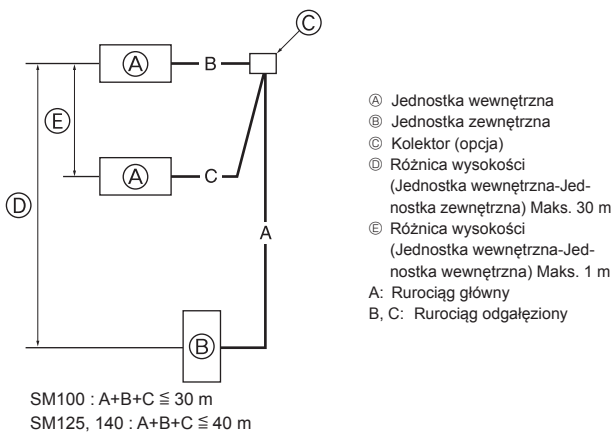 Ⓒ
Ⓐ B
Ⓔ
Ⓐ C
Ⓓ
A
Ⓑ
SM100 : A+B+C ≦ 30 m
SM125, 140 : A+B+C ≦ 40 m
Ⓐ Jednostka wewnętrzna
Ⓑ Jednostka zewnętrzna
Ⓒ Kolektor (opcja)
Ⓓ Różnica wysokości
(Jednostka wewnętrzna-Jed-
nostka zewnętrzna) Maks. 30 m
Ⓔ Różnica wysokości
(Jednostka wewnętrzna-Jed-
nostka wewnętrzna) Maks. 1 m
A: Rurociąg główny
B, C: Rurociąg odgałęziony